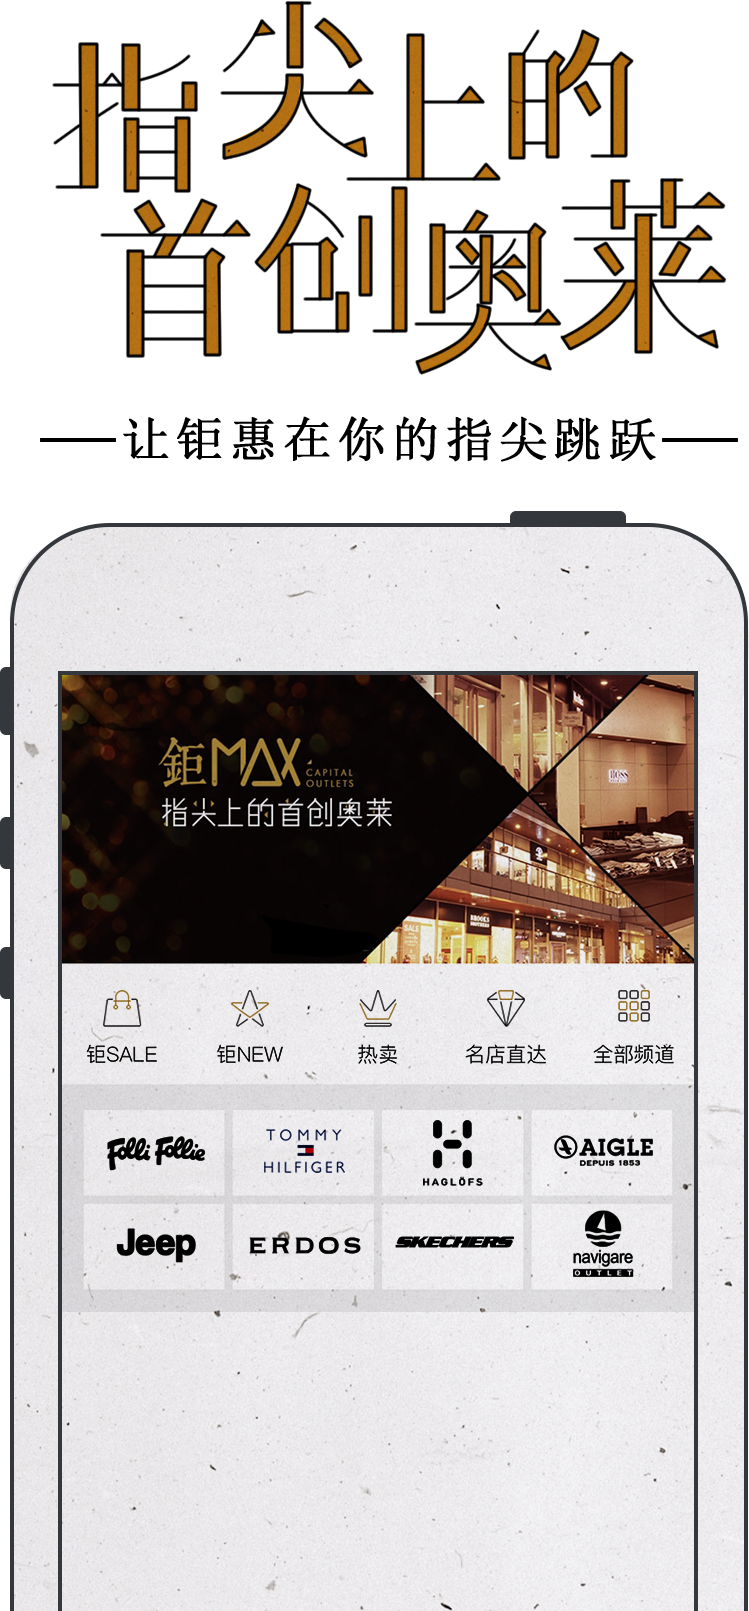 指尖上的
首创奥莱
让钜惠在你的指尖跳跃
钜MAX CAPITAL OUTLETS
指尖上的首创奥莱
BOSS
SALE
BROOKS BROTHERS
钜SALE 钜NEW 热卖 名店直达 全部频道
Folli Follie
TOMMY HILFIGER
HAGLÖFS
AIGLE
DEPUIS 1853
Jeep
ERDOS
SKECHERS
navigare
OUTLET